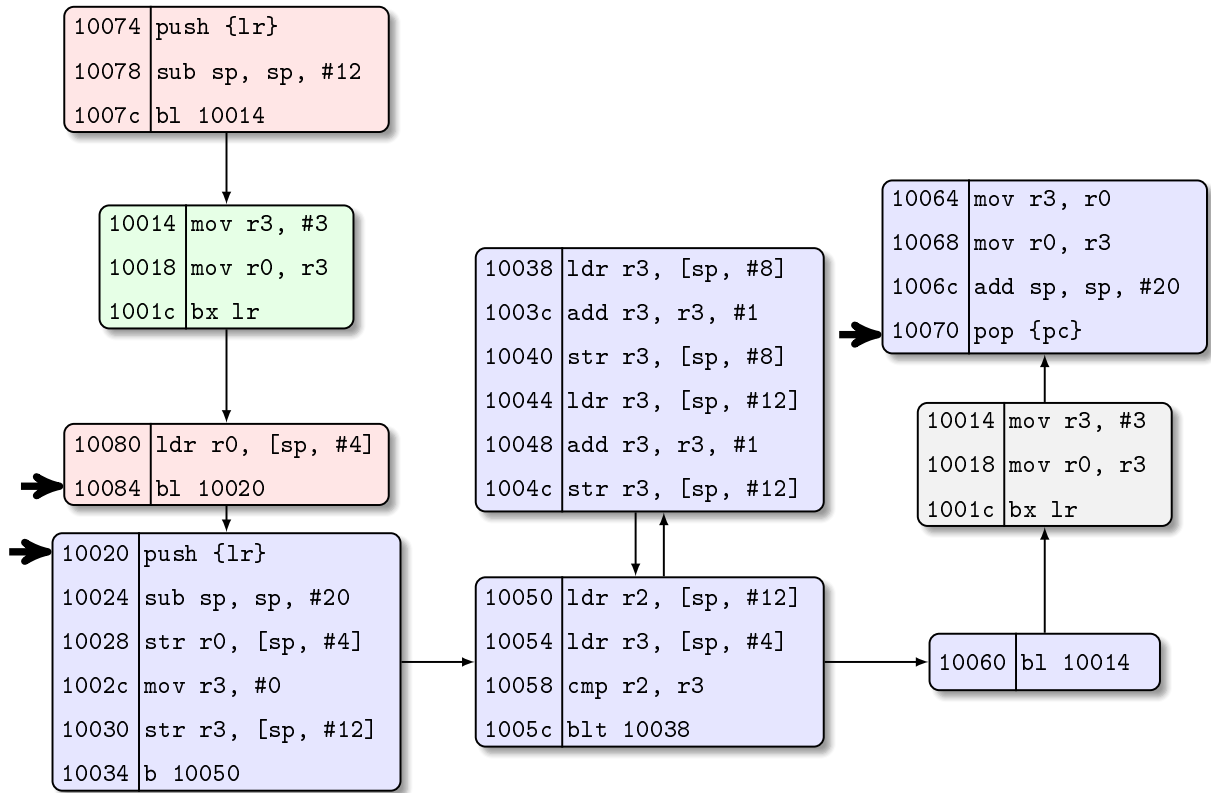 10074 push {lr}
10078 sub sp, sp, #12
1007c bl 10014
10014 mov r3, #3
10018 mov r0, r3
1001c bx lr
10080 ldr r0, [sp, #4]
10084 bl 10020
10020 push {lr}
10024 sub sp, sp, #20
10028 str r0, [sp, #4]
1002c mov r3, #0
10030 str r3, [sp, #12]
10034 b 10050
10038 ldr r3, [sp, #8]
1003c add r3, r3, #1
10040 str r3, [sp, #8]
10044 ldr r3, [sp, #12]
10048 add r3, r3, #1
1004c str r3, [sp, #12]
10050 ldr r2, [sp, #12]
10054 ldr r3, [sp, #4]
10058 cmp r2, r3
1005c blt 10038
10060 bl 10014
10014 mov r3, #3
10018 mov r0, r3
1001c bx lr
10064 mov r3, r0
10068 mov r0, r3
1006c add sp, sp, #20
10070 pop {pc}